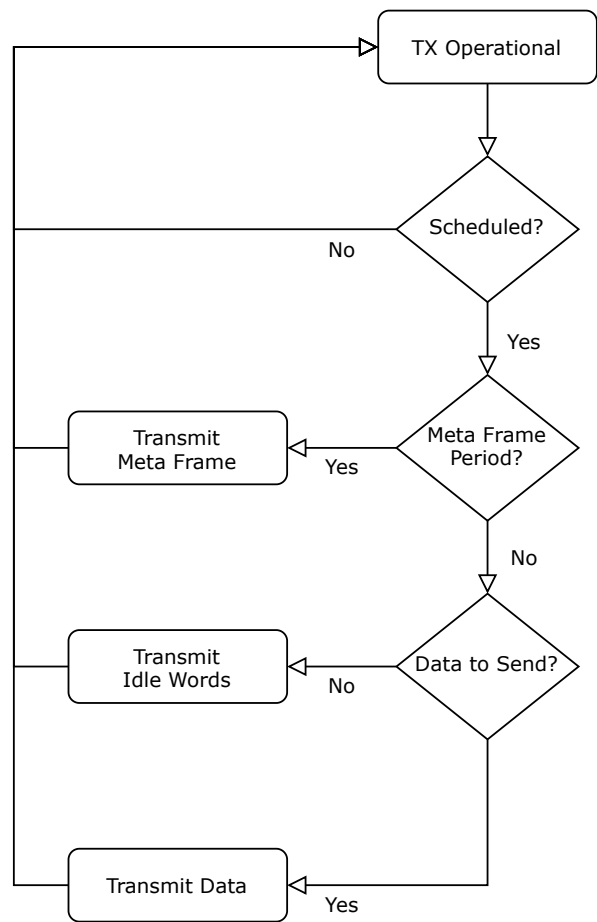 TX Operational
Scheduled?
No
Yes
Transmit
Meta Frame
Yes
Meta Frame
Period?
No
Transmit
Idle Words
No
Data to Send?
Transmit Data
Yes